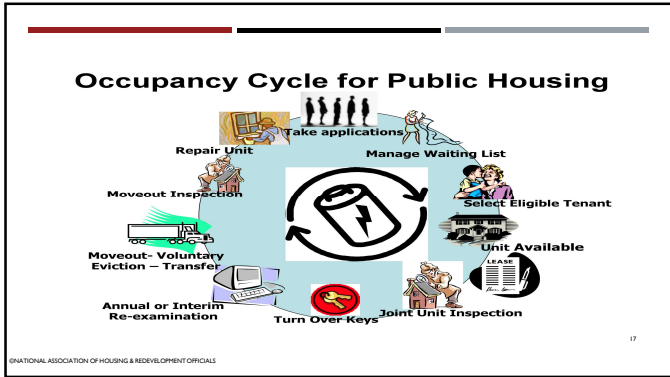 Occupancy Cycle for Public Housing
Take applications
Manage Waiting List
Select Eligible Tenant
Unit Available
LEASE
Joint Unit Inspection
Turn Over Keys
Annual or Interim
Re-examination
Moveout- Voluntary
Eviction – Transfer
Moveout Inspection
Repair Unit
17
©NATIONAL ASSOCIATION OF HOUSING & REDEVELOPMENT OFFICIALS